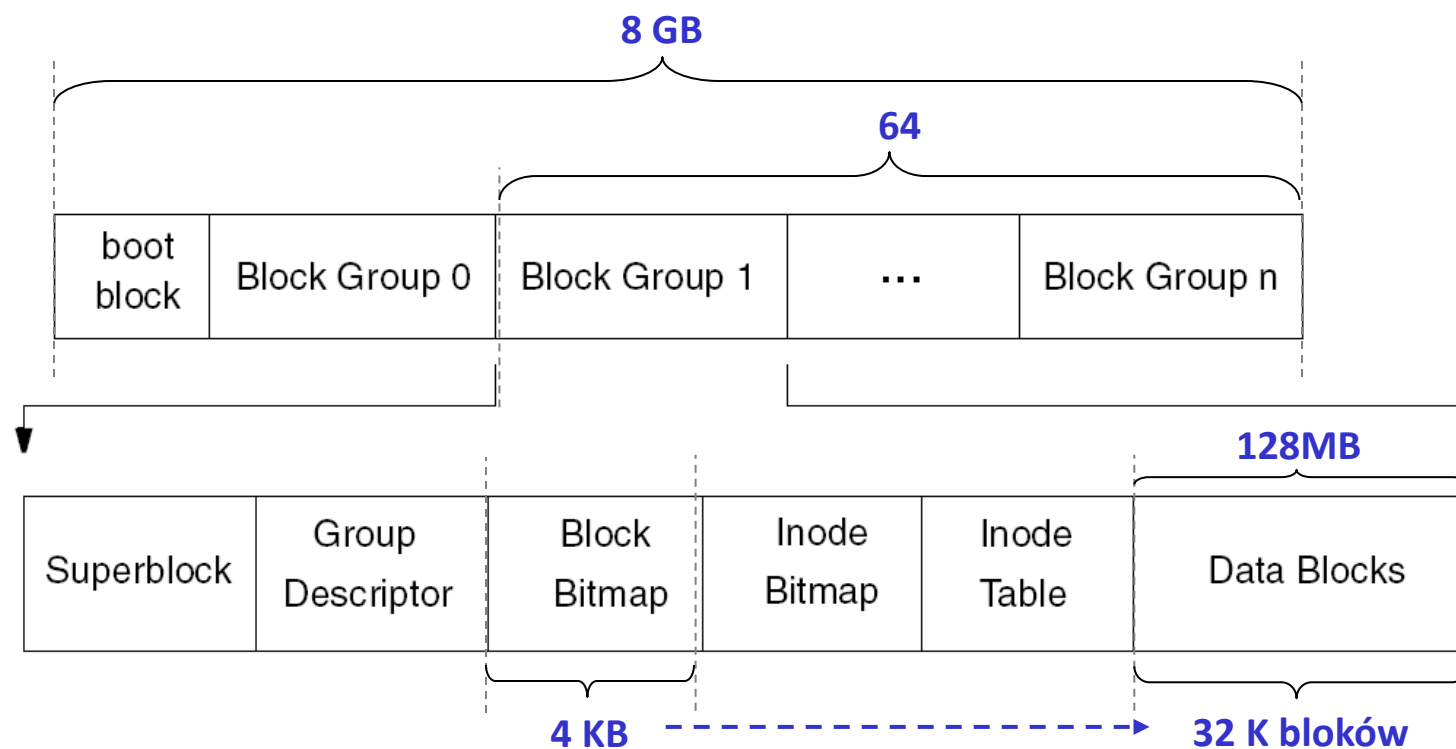 8 GB
64
boot
block
Block Group 0
Block Group 1
...
Block Group n
128MB
Superblock
Group
Descriptor
Block
Bitmap
Inode
Bitmap
Inode
Table
Data Blocks
4 KB
32 K bloków